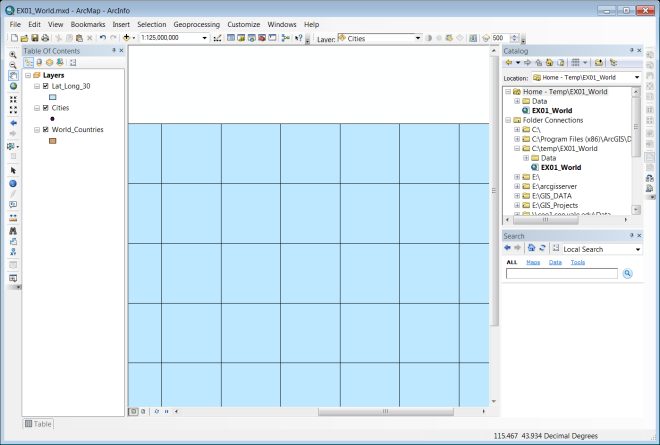 EX01_World.mxd - ArcMap - ArcInfo
File Edit View Bookmarks Insert Selection Geoprocessing Customize Windows Help
1:125,000,000
Layer: Cities
500
Table Of Contents
Layers
Lat_Long_30
Cities
World_Countries
Catalog
Location: Home - Temp\EX01_World
Home - Temp\EX01_World
Data
EX01_World
Folder Connections
C:\
C:\Program Files (x86)\ArcGIS\D
C:\temp\EX01_World
Data
EX01_World
E:\
E:\arcgisserver
E:\GIS_DATA
E:\GIS_Projects
Search
Local Search
ALL Maps Data Tools
Table
115.467 43.934 Decimal Degrees